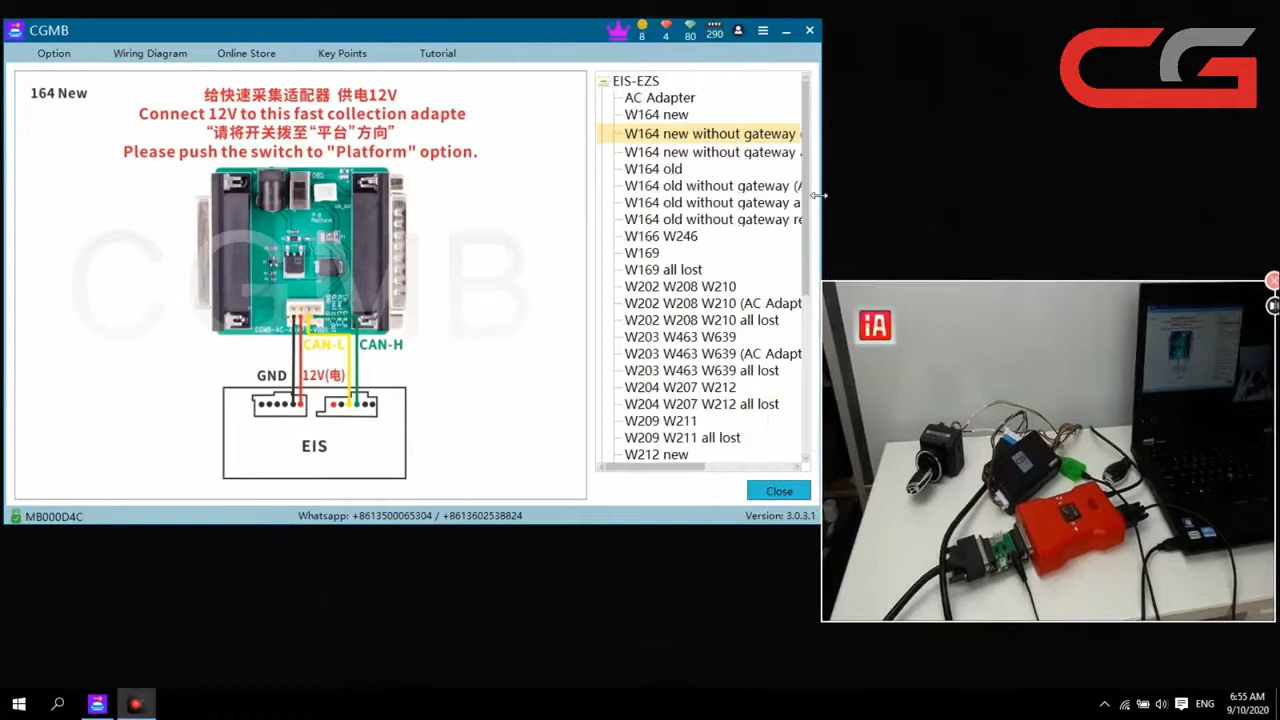 CGMB
8
4
80
290
Option
Wiring Diagram
Online Store
Key Points
Tutorial
164 New
给快速采集适配器 供电12V
Connect 12V to this fast collection adapte
“请将开关拨至“平台”方向”
Please push the switch to "Platform" option.
Platform
CGMB
CAN-L
CAN-H
GND
12V(电)
EIS
EIS-EZS
AC Adapter
W164 new
W164 new without gateway
W164 new without gateway
W164 old
W164 old without gateway (A
W164 old without gateway a
W164 old without gateway re
W166 W246
W169
W169 all lost
W202 W208 W210
W202 W208 W210 (AC Adapt
W202 W208 W210 all lost
W203 W463 W639
W203 W463 W639 (AC Adapt
W203 W463 W639 all lost
W204 W207 W212
W204 W207 W212 all lost
W209 W211
W209 W211 all lost
W212 new
Close
MB000D4C
Whatsapp: +8613500065304 / +8613602538824
Version: 3.0.3.1
CG
iA
ENG
6:55 AM
9/10/2020